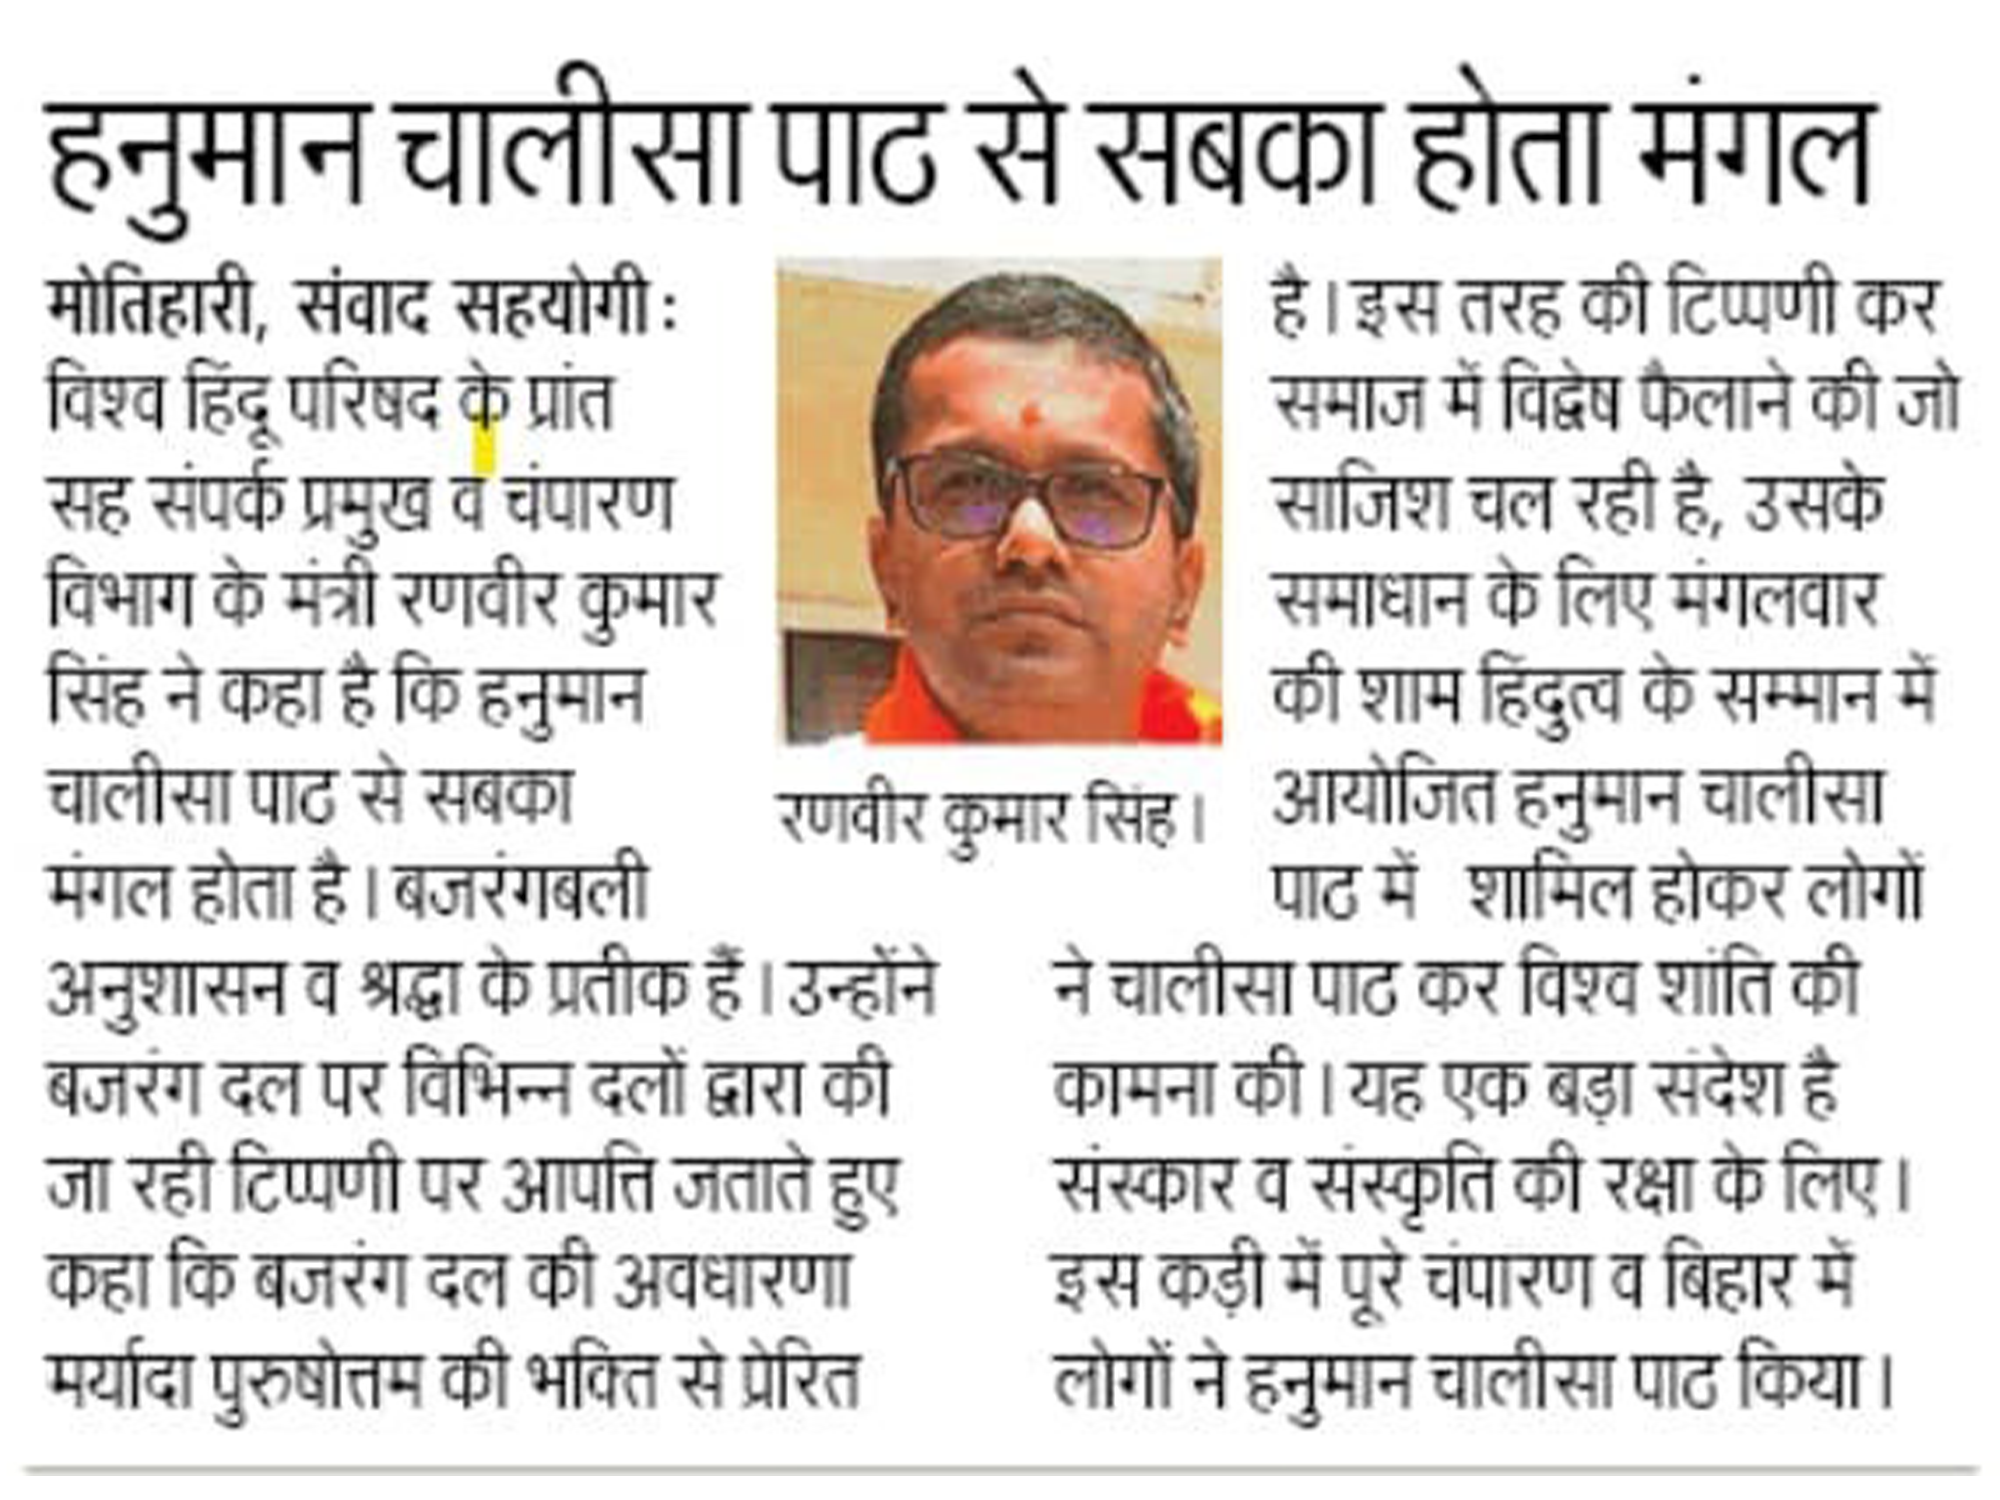 हनुमान चालीसा पाठ से सबका होता मंगल
मोतिहारी, संवाद सहयोगी :
विश्व हिंदू परिषद के प्रांत
सह संपर्क प्रमुख व चंपारण
विभाग के मंत्री रणवीर कुमार
सिंह ने कहा है कि हनुमान
चालीसा पाठ से सबका
मंगल होता है। बजरंगबली
अनुशासन व श्रद्धा के प्रतीक हैं। उन्होंने
बजरंग दल पर विभिन्न दलों द्वारा की
जा रही टिप्पणी पर आपत्ति जताते हुए
कहा कि बजरंग दल की अवधारणा
मर्यादा पुरुषोत्तम की भक्ति से प्रेरित
रणवीर कुमार सिंह।
है। इस तरह की टिप्पणी कर
समाज में विद्वेष फैलाने की जो
साजिश चल रही है, उसके
समाधान के लिए मंगलवार
की शाम हिंदुत्व के सम्मान में
आयोजित हनुमान चालीसा
पाठ में शामिल होकर लोगों
ने चालीसा पाठ कर विश्व शांति की
कामना की। यह एक बड़ा संदेश है
संस्कार व संस्कृति की रक्षा के लिए।
इस कड़ी में पूरे चंपारण व बिहार में
लोगों ने हनुमान चालीसा पाठ किया।